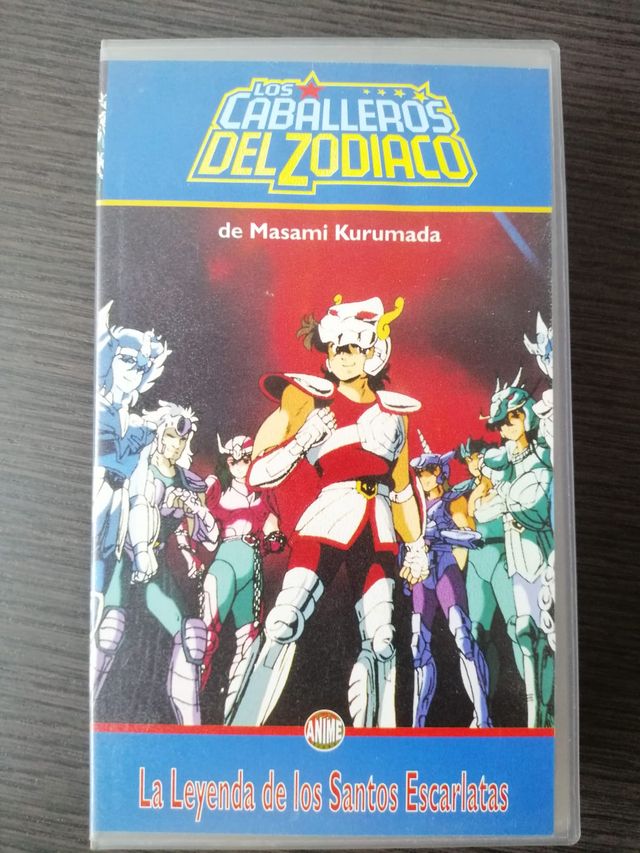 LOS
CABALLEROS
DEL ZODIACO
de Masami Kurumada
ANIME
La Leyenda de los Santos Escarlatas